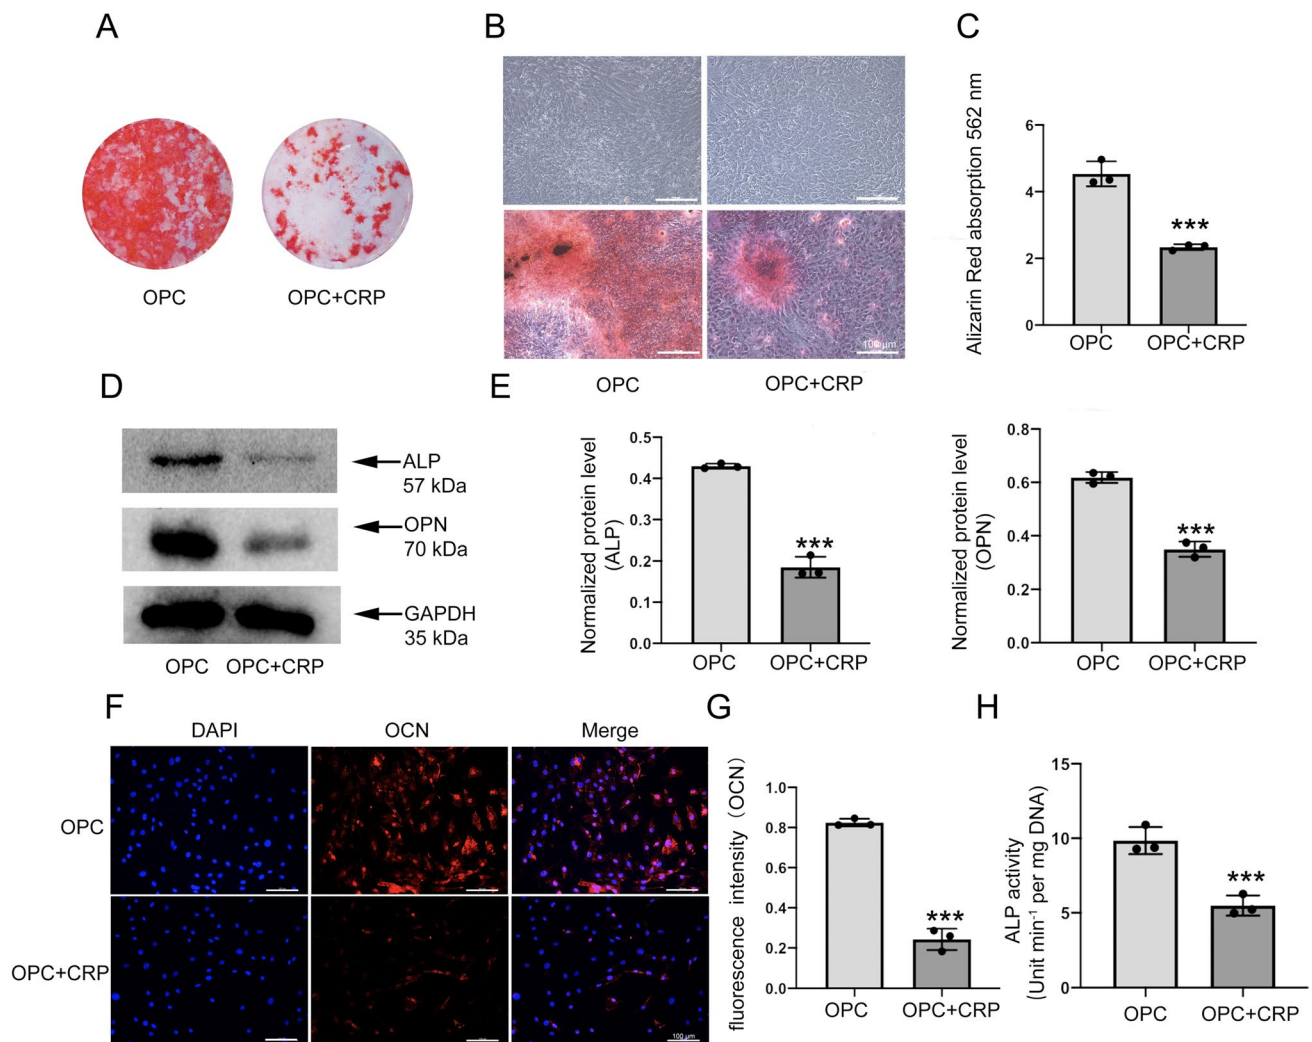 A
OPC
OPC+CRP
B
100 μm
OPC
OPC+CRP
C
Alizarin Red absorption 562 nm
6
4
2
0
***
OPC
OPC+CRP
D
ALP
57 kDa
OPN
70 kDa
GAPDH
35 kDa
OPC
OPC+CRP
E
Normalized protein level
(ALP)
0.5
0.4
0.3
0.2
0.1
0.0
***
OPC
OPC+CRP
Normalized protein level
(OPN)
0.8
0.6
0.4
0.2
0.0
***
OPC
OPC+CRP
F
DAPI
OCN
Merge
OPC
OPC+CRP
100 μm
G
fluorescence intensity (OCN)
1.0
0.8
0.6
0.4
0.2
0.0
***
OPC
OPC+CRP
H
ALP activity
(Unit min⁻¹ per mg DNA)
15
10
5
0
***
OPC
OPC+CRP